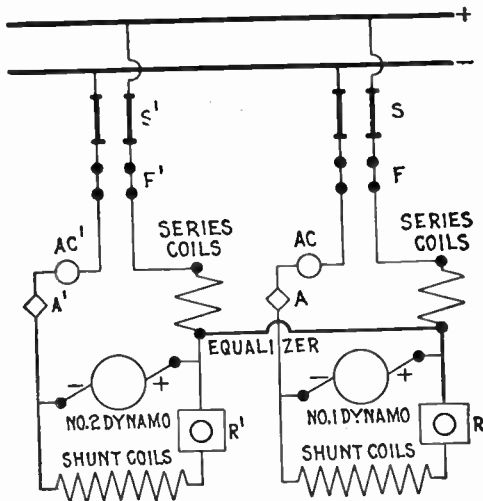 +
−
S'
S
F'
F
SERIES
COILS
SERIES
COILS
AC'
AC
A'
A
EQUALIZER
− +
− +
NO.2 DYNAMO
NO.1 DYNAMO
R'
R
SHUNT COILS
SHUNT COILS